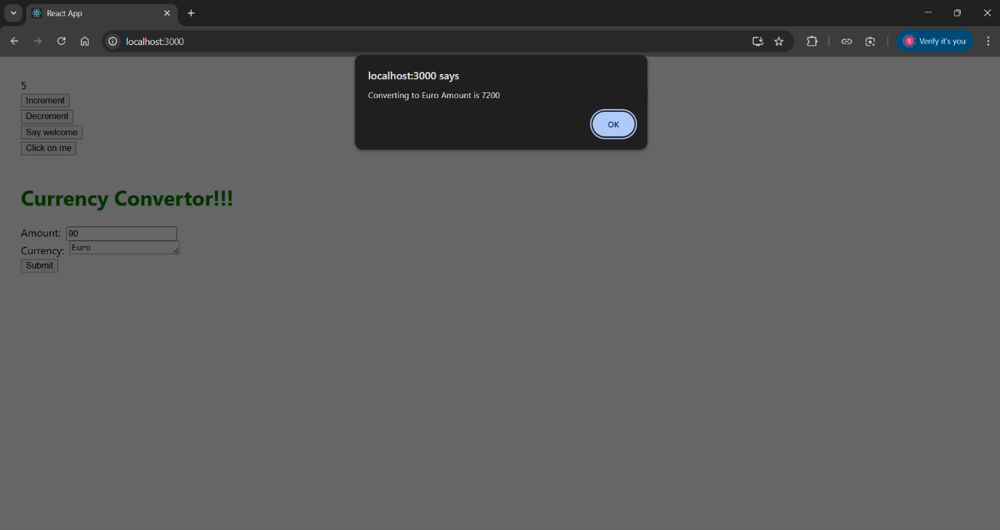 React App
localhost:3000
S Verify it's you
localhost:3000 says
Converting to Euro Amount is 7200
OK
5
Increment
Decrement
Say welcome
Click on me
Currency Convertor!!!
Amount: 90
Currency: Euro
Submit